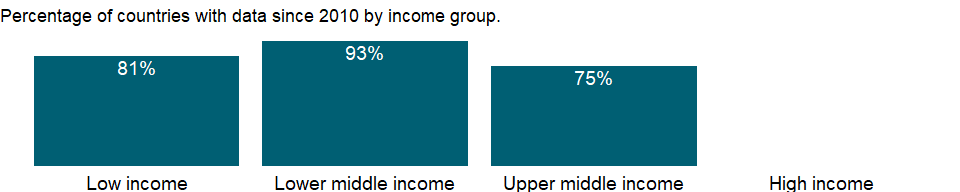 Percentage of countries with data since 2010 by income group.
93%
81%
75%
Low income Lower middle income Upper middle income High income